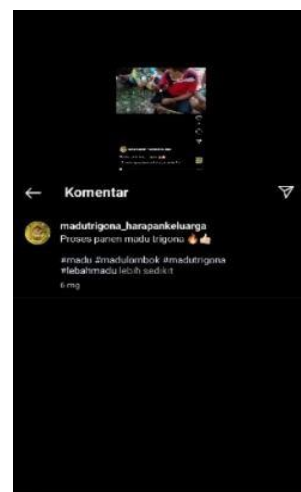 Komentar
madutrigona_harapankeluarga
Proses panen madu trigona 🔥👍🏻
#madu #madulombok #madutrigona
#lebahmadu lebih sedikit
6 mg